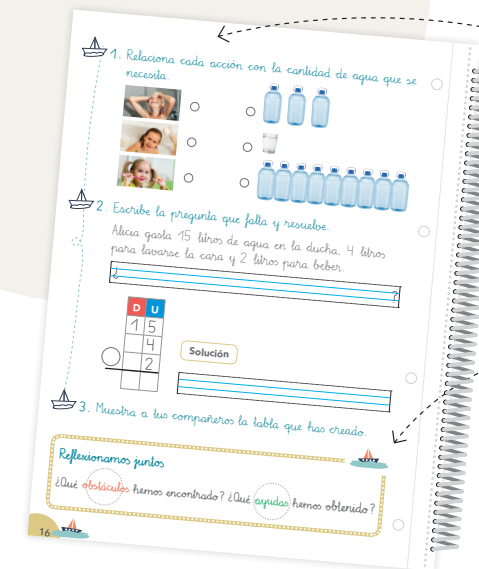 1. Relaciona cada acción con la cantidad de agua que se
necesita.
2. Escribe la pregunta que falta y resuelve.
Alicia gasta 15 litros de agua en la ducha, 4 litros
para lavarse la cara y 2 litros para beber.
¿ ?
D U
1 5
4
2
Solución
3. Muestra a tus compañeros la tabla que has creado.
Reflexionamos juntos
¿Qué obstáculos hemos encontrado? ¿Qué ayudas hemos obtenido?
16